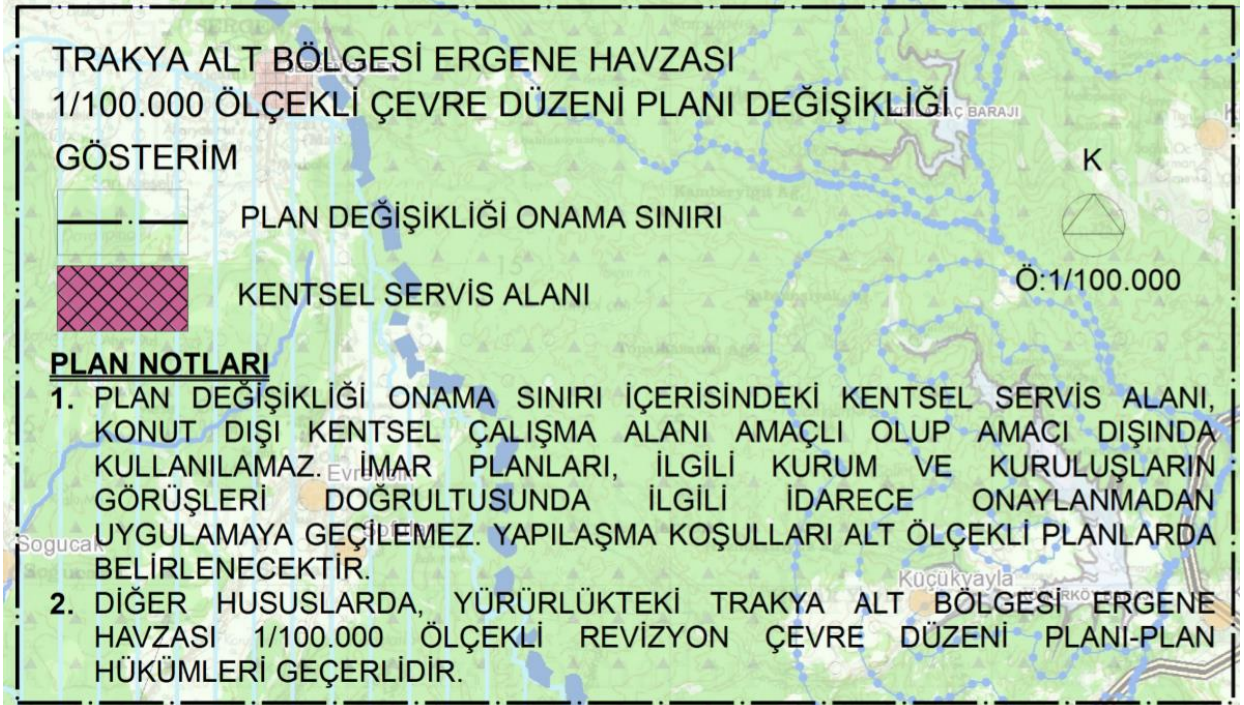 TRAKYA ALT BÖLGESİ ERGENE HAVZASI
1/100.000 ÖLÇEKLİ ÇEVRE DÜZENİ PLANI DEĞİŞİKLİĞİ
BARAJI
GÖSTERİM
K
PLAN DEĞİŞİKLİĞİ ONAMA SINIRI
15
KENTSEL SERVİS ALANI
Ö:1/100.000
PLAN NOTLARI
1. PLAN DEĞİŞİKLİĞİ ONAMA SINIRI İÇERİSİNDEKİ KENTSEL SERVİS ALANI,
KONUT DIŞI KENTSEL ÇALIŞMA ALANI AMAÇLI OLUP AMACI DIŞINDA
KULLANILAMAZ. İMAR PLANLARI, İLGİLİ KURUM VE KURULUŞLARIN
GÖRÜŞLERİ DOĞRULTUSUNDA İLGİLİ İDARECE ONAYLANMADAN
UYGULAMAYA GEÇİLEMEZ. YAPILAŞMA KOŞULLARI ALT ÖLÇEKLİ PLANLARDA
BELİRLENECEKTİR.
Sogucak
Küçükyayla
2. DİĞER HUSUSLARDA, YÜRÜRLÜKTEKİ TRAKYA ALT BÖLGESİ ERGENE
HAVZASI 1/100.000 ÖLÇEKLİ REVİZYON ÇEVRE DÜZENİ PLANI-PLAN
HÜKÜMLERİ GEÇERLİDİR.